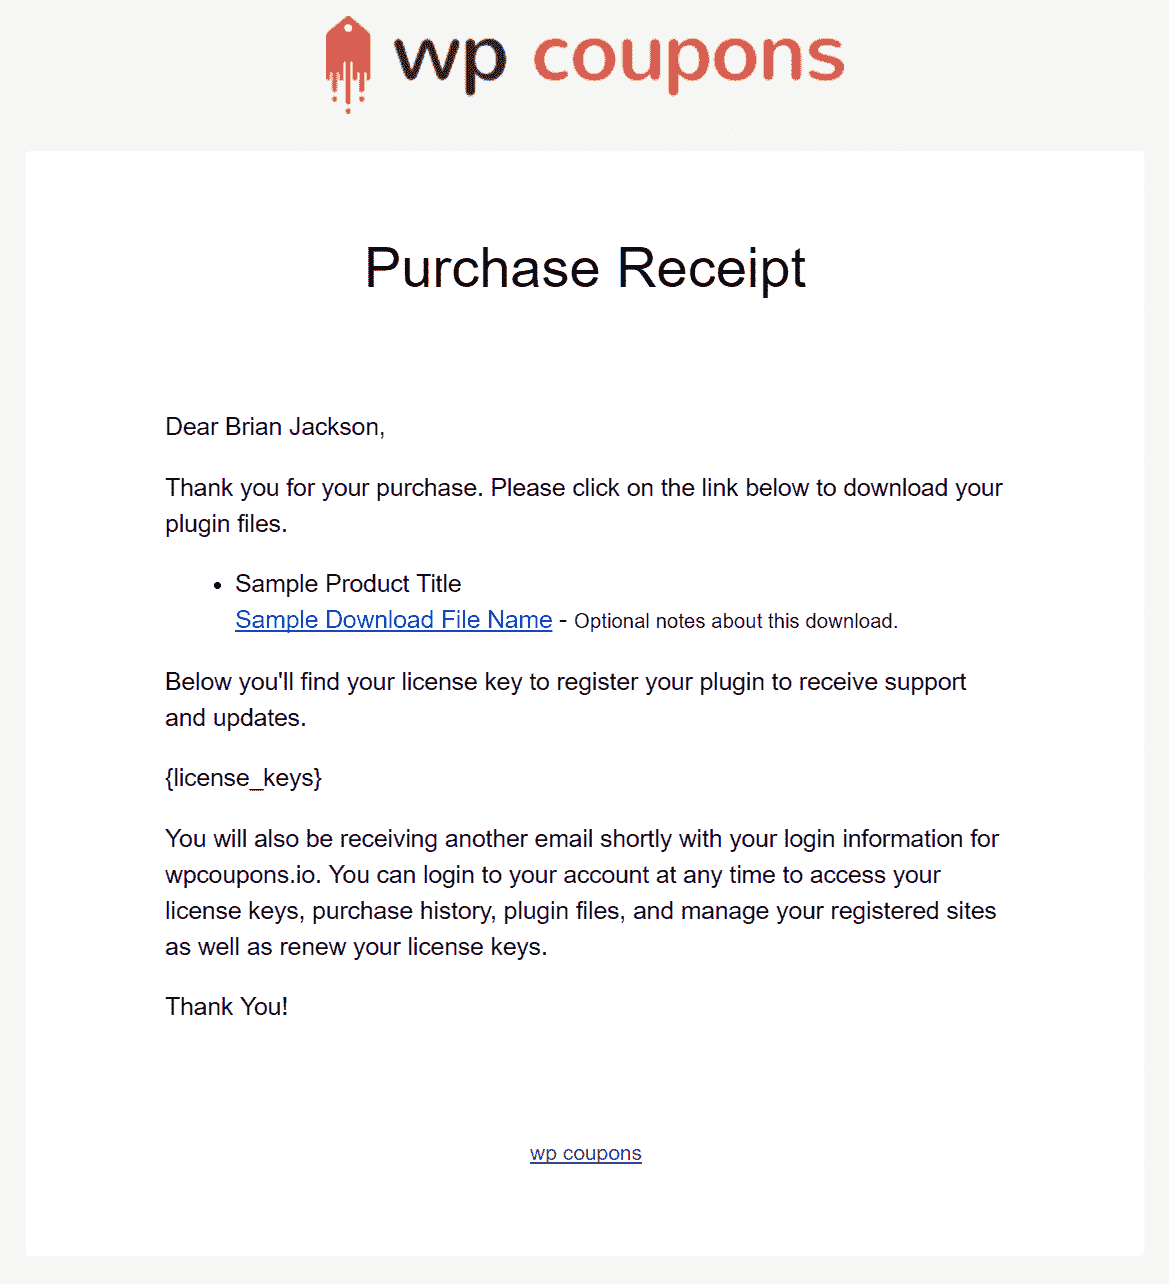 wp coupons
Purchase Receipt
Dear Brian Jackson,
Thank you for your purchase. Please click on the link below to download your
plugin files.
• Sample Product Title
Sample Download File Name - Optional notes about this download.
Below you'll find your license key to register your plugin to receive support
and updates.
{license_keys}
You will also be receiving another email shortly with your login information for
wpcoupons.io. You can login to your account at any time to access your
license keys, purchase history, plugin files, and manage your registered sites
as well as renew your license keys.
Thank You!
wp coupons